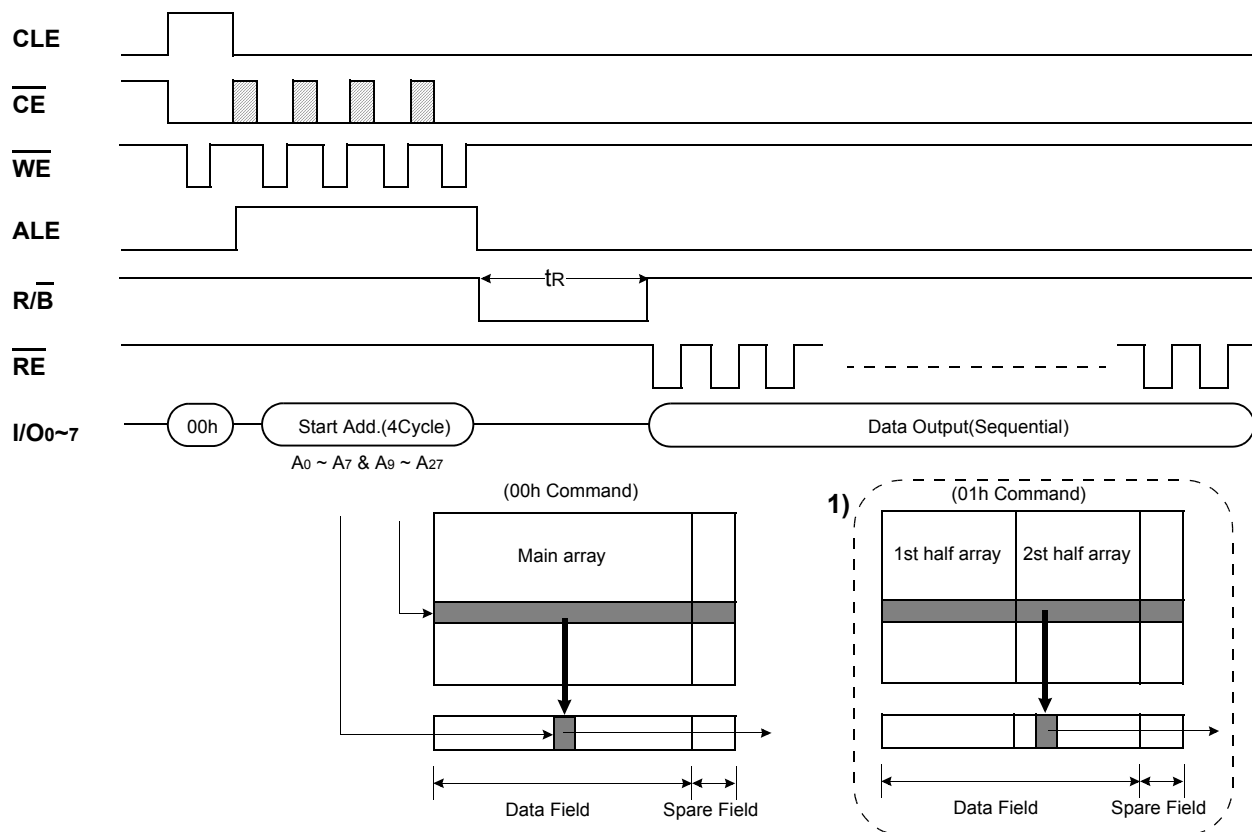 CLE
CE
WE
ALE
R/B
tR
RE
I/O0~7
00h
Start Add.(4Cycle)
Data Output(Sequential)
A0 ~ A7 & A9 ~ A27
(00h Command)
1)
(01h Command)
Main array
1st half array
2st half array
Data Field
Spare Field
Data Field
Spare Field